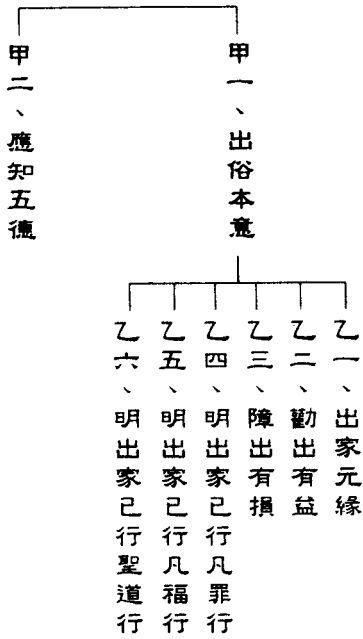 甲一、出俗本意
乙一、出家元緣
乙二、勸出有益
乙三、障出有損
乙四、明出家已行凡罪行
乙五、明出家已行凡福行
乙六、明出家已行聖道行
甲二、應知五德